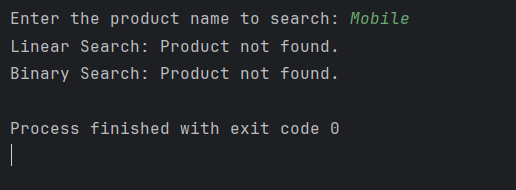 Enter the product name to search: Mobile
Linear Search: Product not found.
Binary Search: Product not found.
Process finished with exit code 0